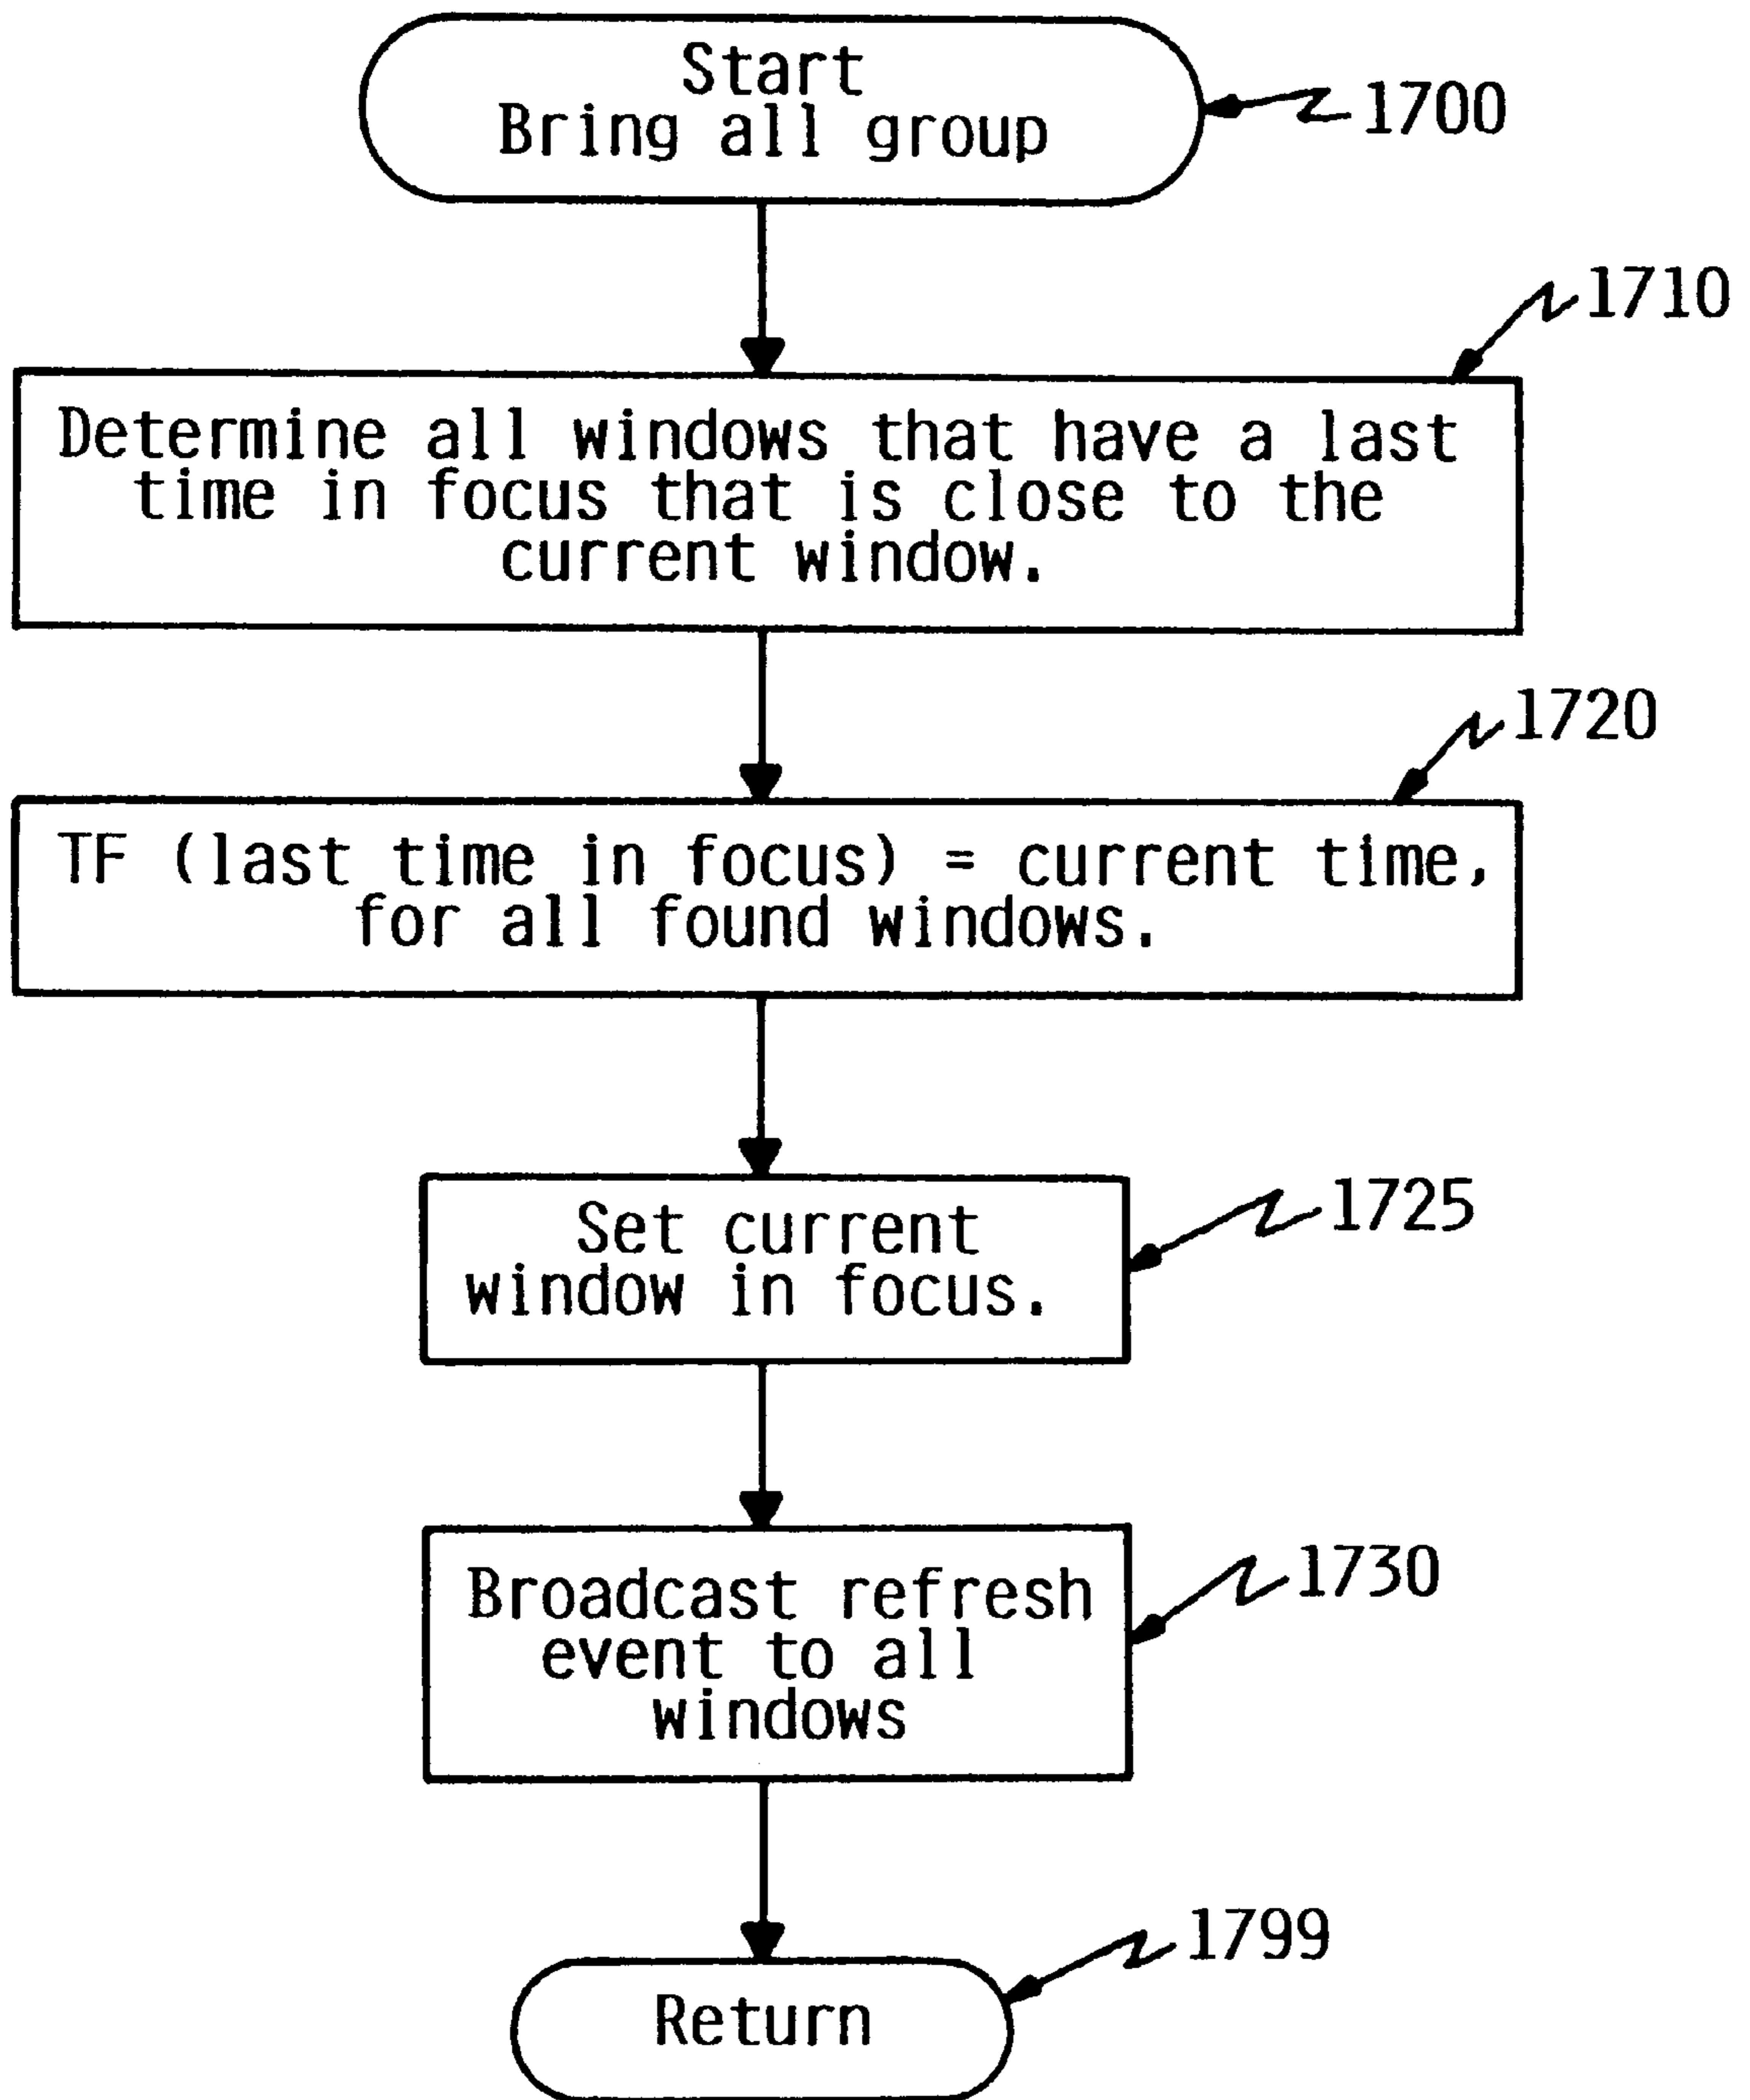 Start
Bring all group
1700
1710
Determine all windows that have a last
time in focus that is close to the
current window.
1720
TF (last time in focus) = current time,
for all found windows.
Set current
window in focus.
1725
Broadcast refresh
event to all
windows
1730
1799
Return